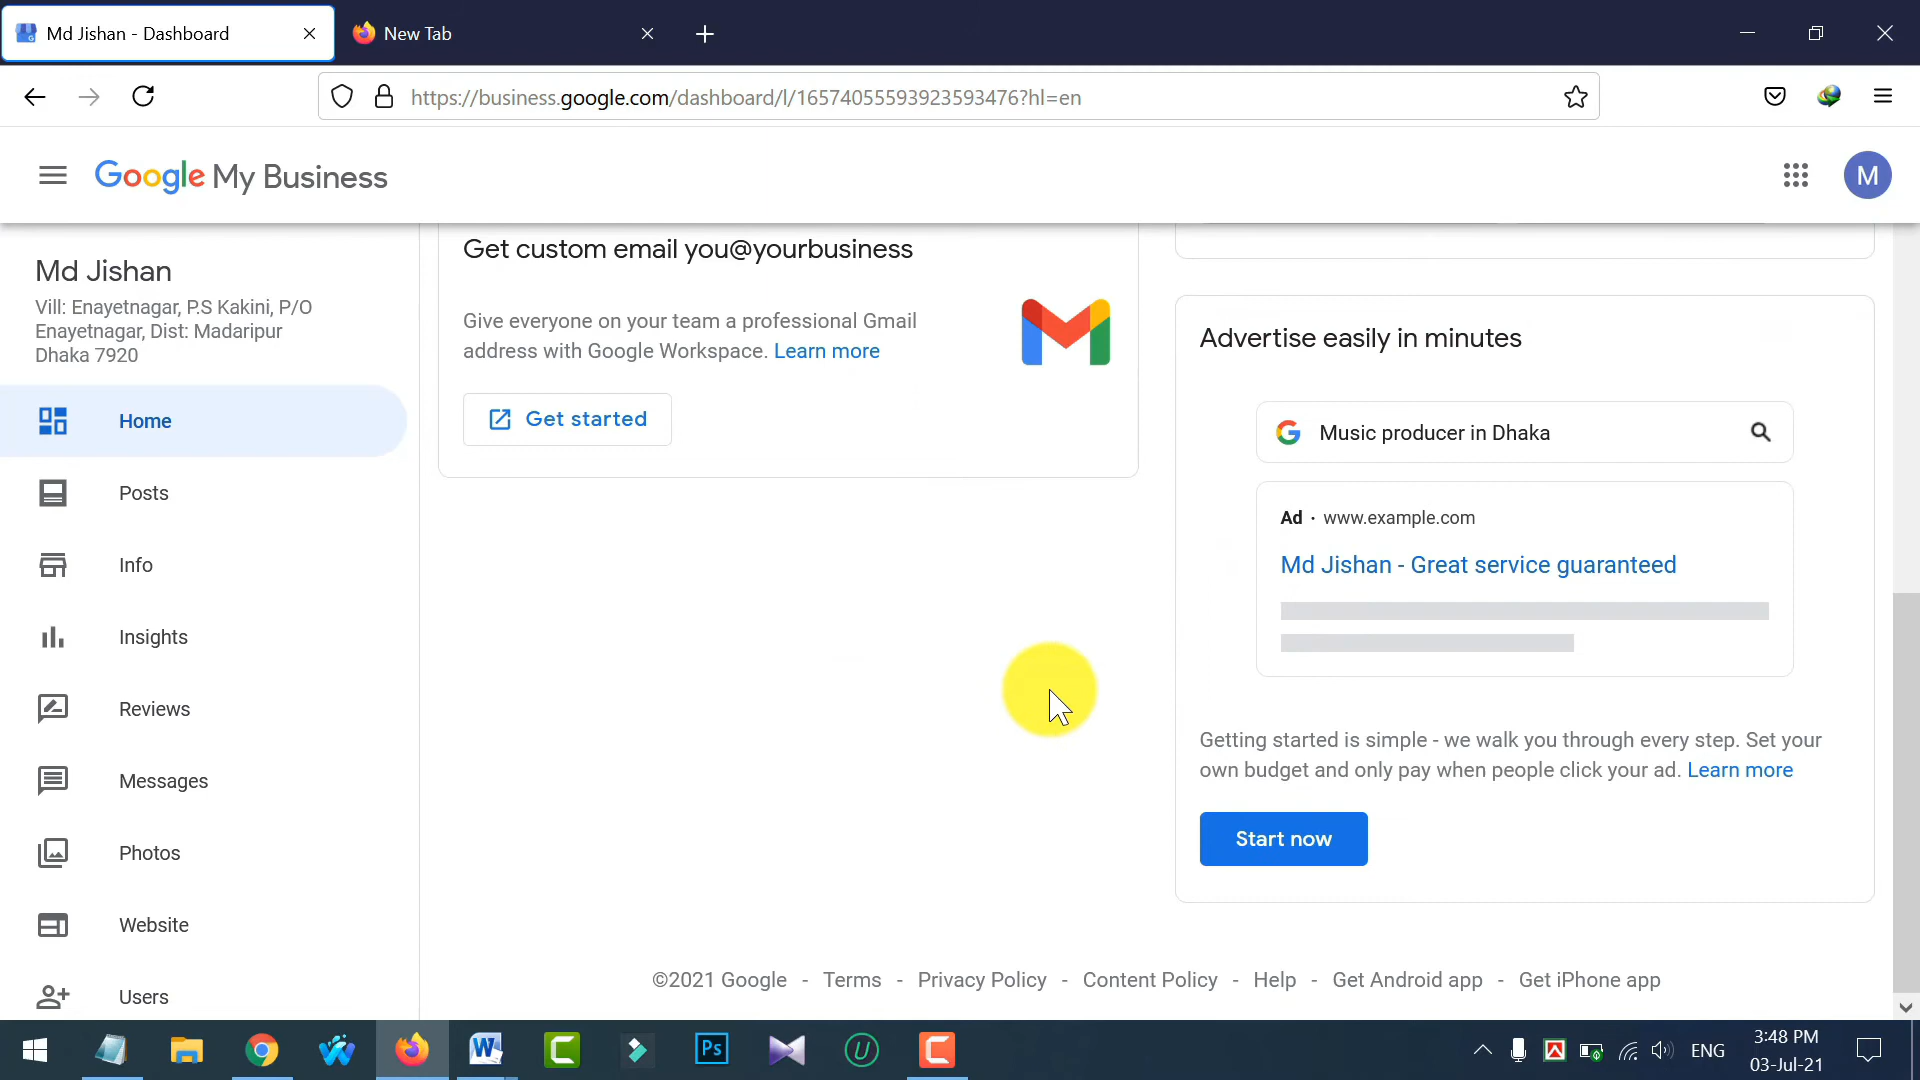 Md Jishan - Dashboard
New Tab
https://business.google.com/dashboard/l/16574055593923593476?hl=en
Google My Business
M
Md Jishan
Vill: Enayetnagar, P.S Kakini, P/O
Enayetnagar, Dist: Madaripur
Dhaka 7920
Home
Posts
Info
Insights
Reviews
Messages
Photos
Website
Users
Get custom email you@yourbusiness
Give everyone on your team a professional Gmail
address with Google Workspace. Learn more
Get started
Advertise easily in minutes
Music producer in Dhaka
Ad · www.example.com
Md Jishan - Great service guaranteed
Getting started is simple - we walk you through every step. Set your
own budget and only pay when people click your ad. Learn more
Start now
©2021 Google - Terms - Privacy Policy - Content Policy - Help - Get Android app - Get iPhone app
W
Ps
ENG
3:48 PM
03-Jul-21